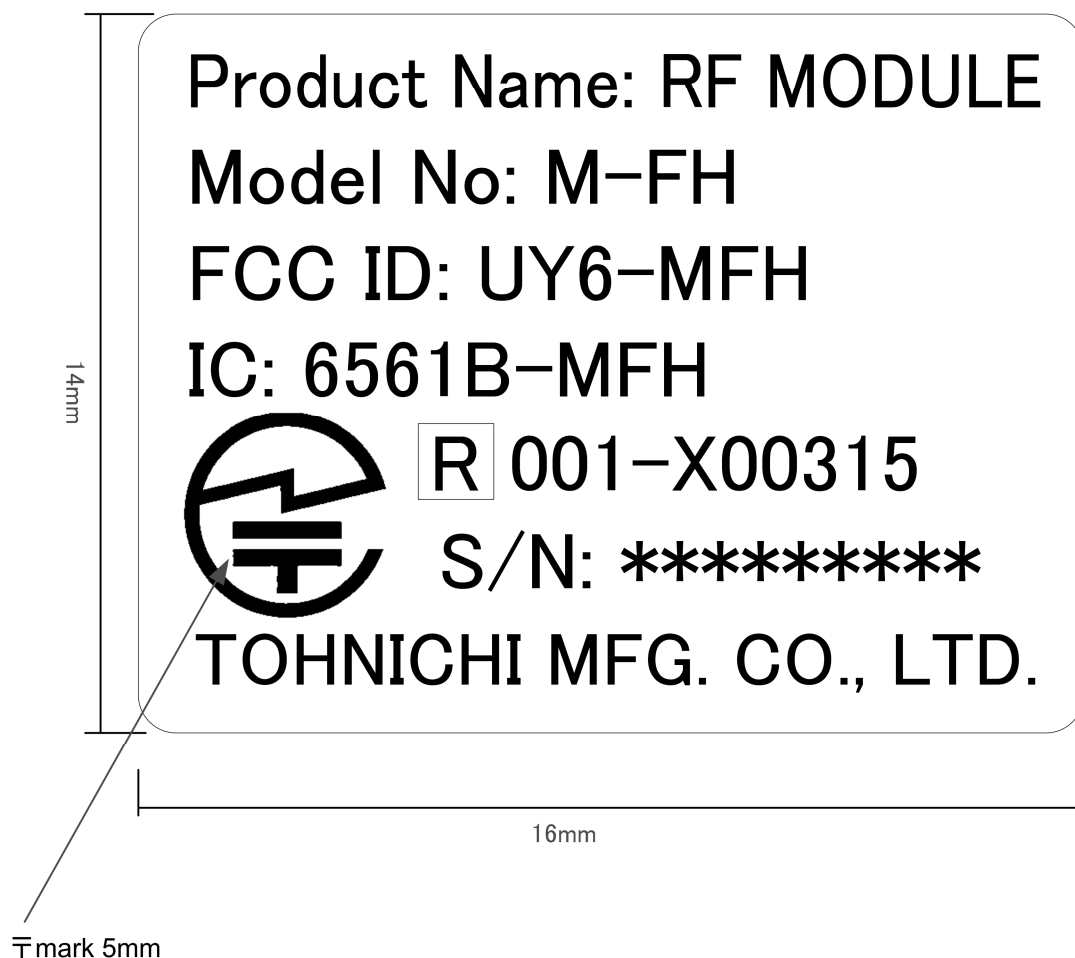 Product Name: RF MODULE
Model No: M-FH
FCC ID: UY6-MFH
IC: 6561B-MFH
R 001-X00315
S/N: *********
TOHNICHI MFG. CO., LTD.
14mm
16mm
〒mark 5mm